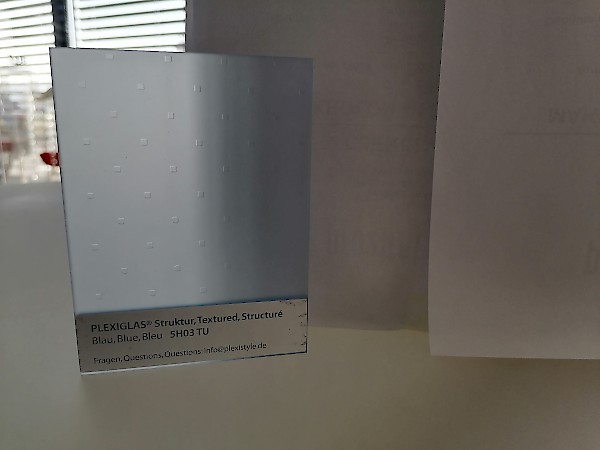 PLEXIGLAS® Struktur, Textured, Structuré
Blau, Blue, Bleu 5H03 TU
Fragen, Questions, Questions: info@plexistyle.de